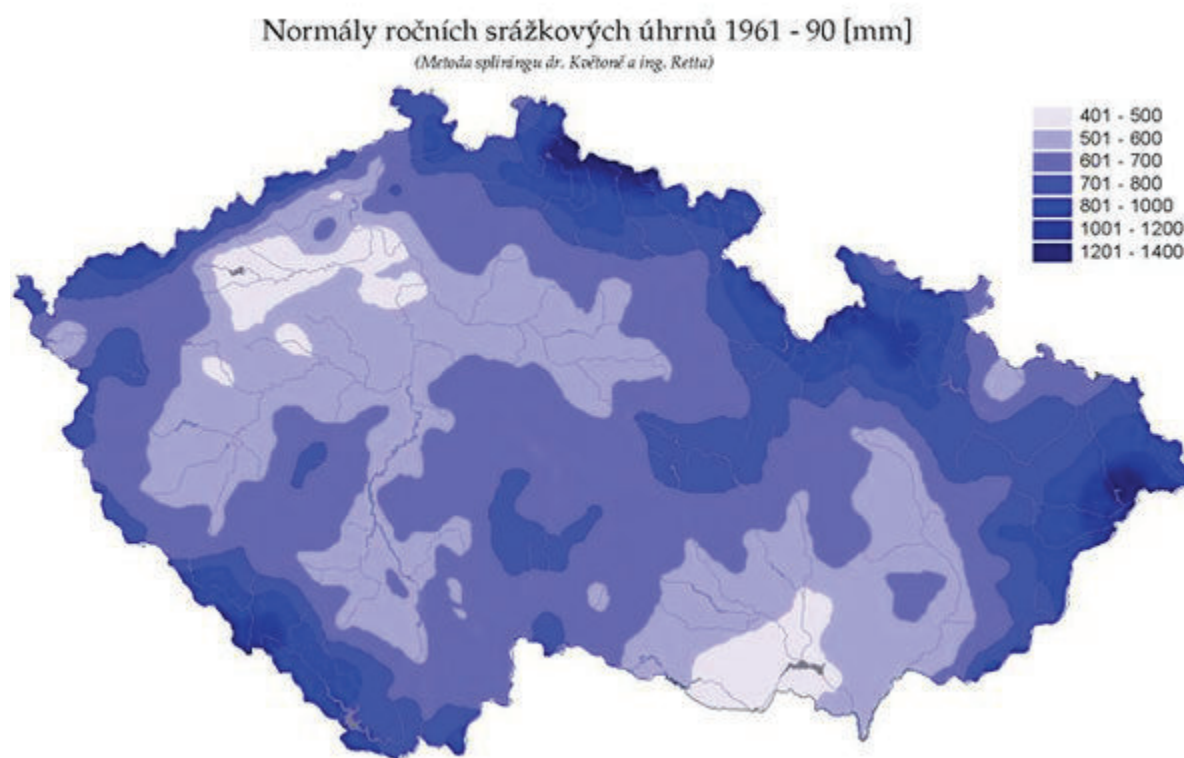 Normály ročních srážkových úhrnů 1961 - 90 [mm]
(Metoda spliningu dr. Květoně a ing. Retta)
401 - 500
501 - 600
601 - 700
701 - 800
801 - 1000
1001 - 1200
1201 - 1400